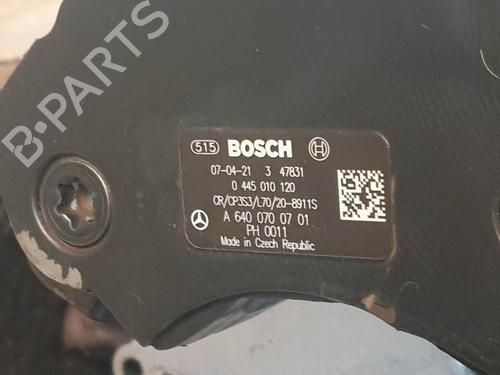 B-PARTS
515 BOSCH
07-04-21 3 47831
0 445 010 120
CR/CP3S3/L70/20-8911S
A 640 070 07 01
PH 0011
Made in Czech Republic